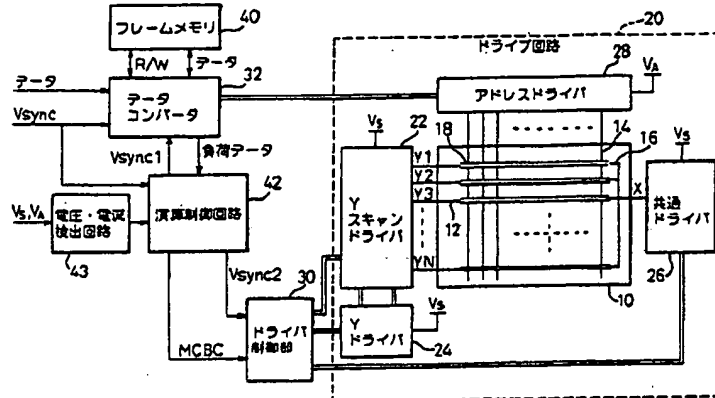 20
フレームメモリ
40
ドライブ回路
R/W
データ
28
データ
32
VA
アドレスドライバ
データ
コンバータ
Vsync
VS
22
14
16
18
VS
Vsync1
負荷データ
Y1
42
Y2
Y
スキャン
ドライバ
Y3
X
共通
ドライバ
VS,VA
電圧・電流
検出回路
演算制御回路
12
43
26
Vsync2
YN
30
10
VS
MCBC
ドライバ
制御部
Y
ドライバ
24